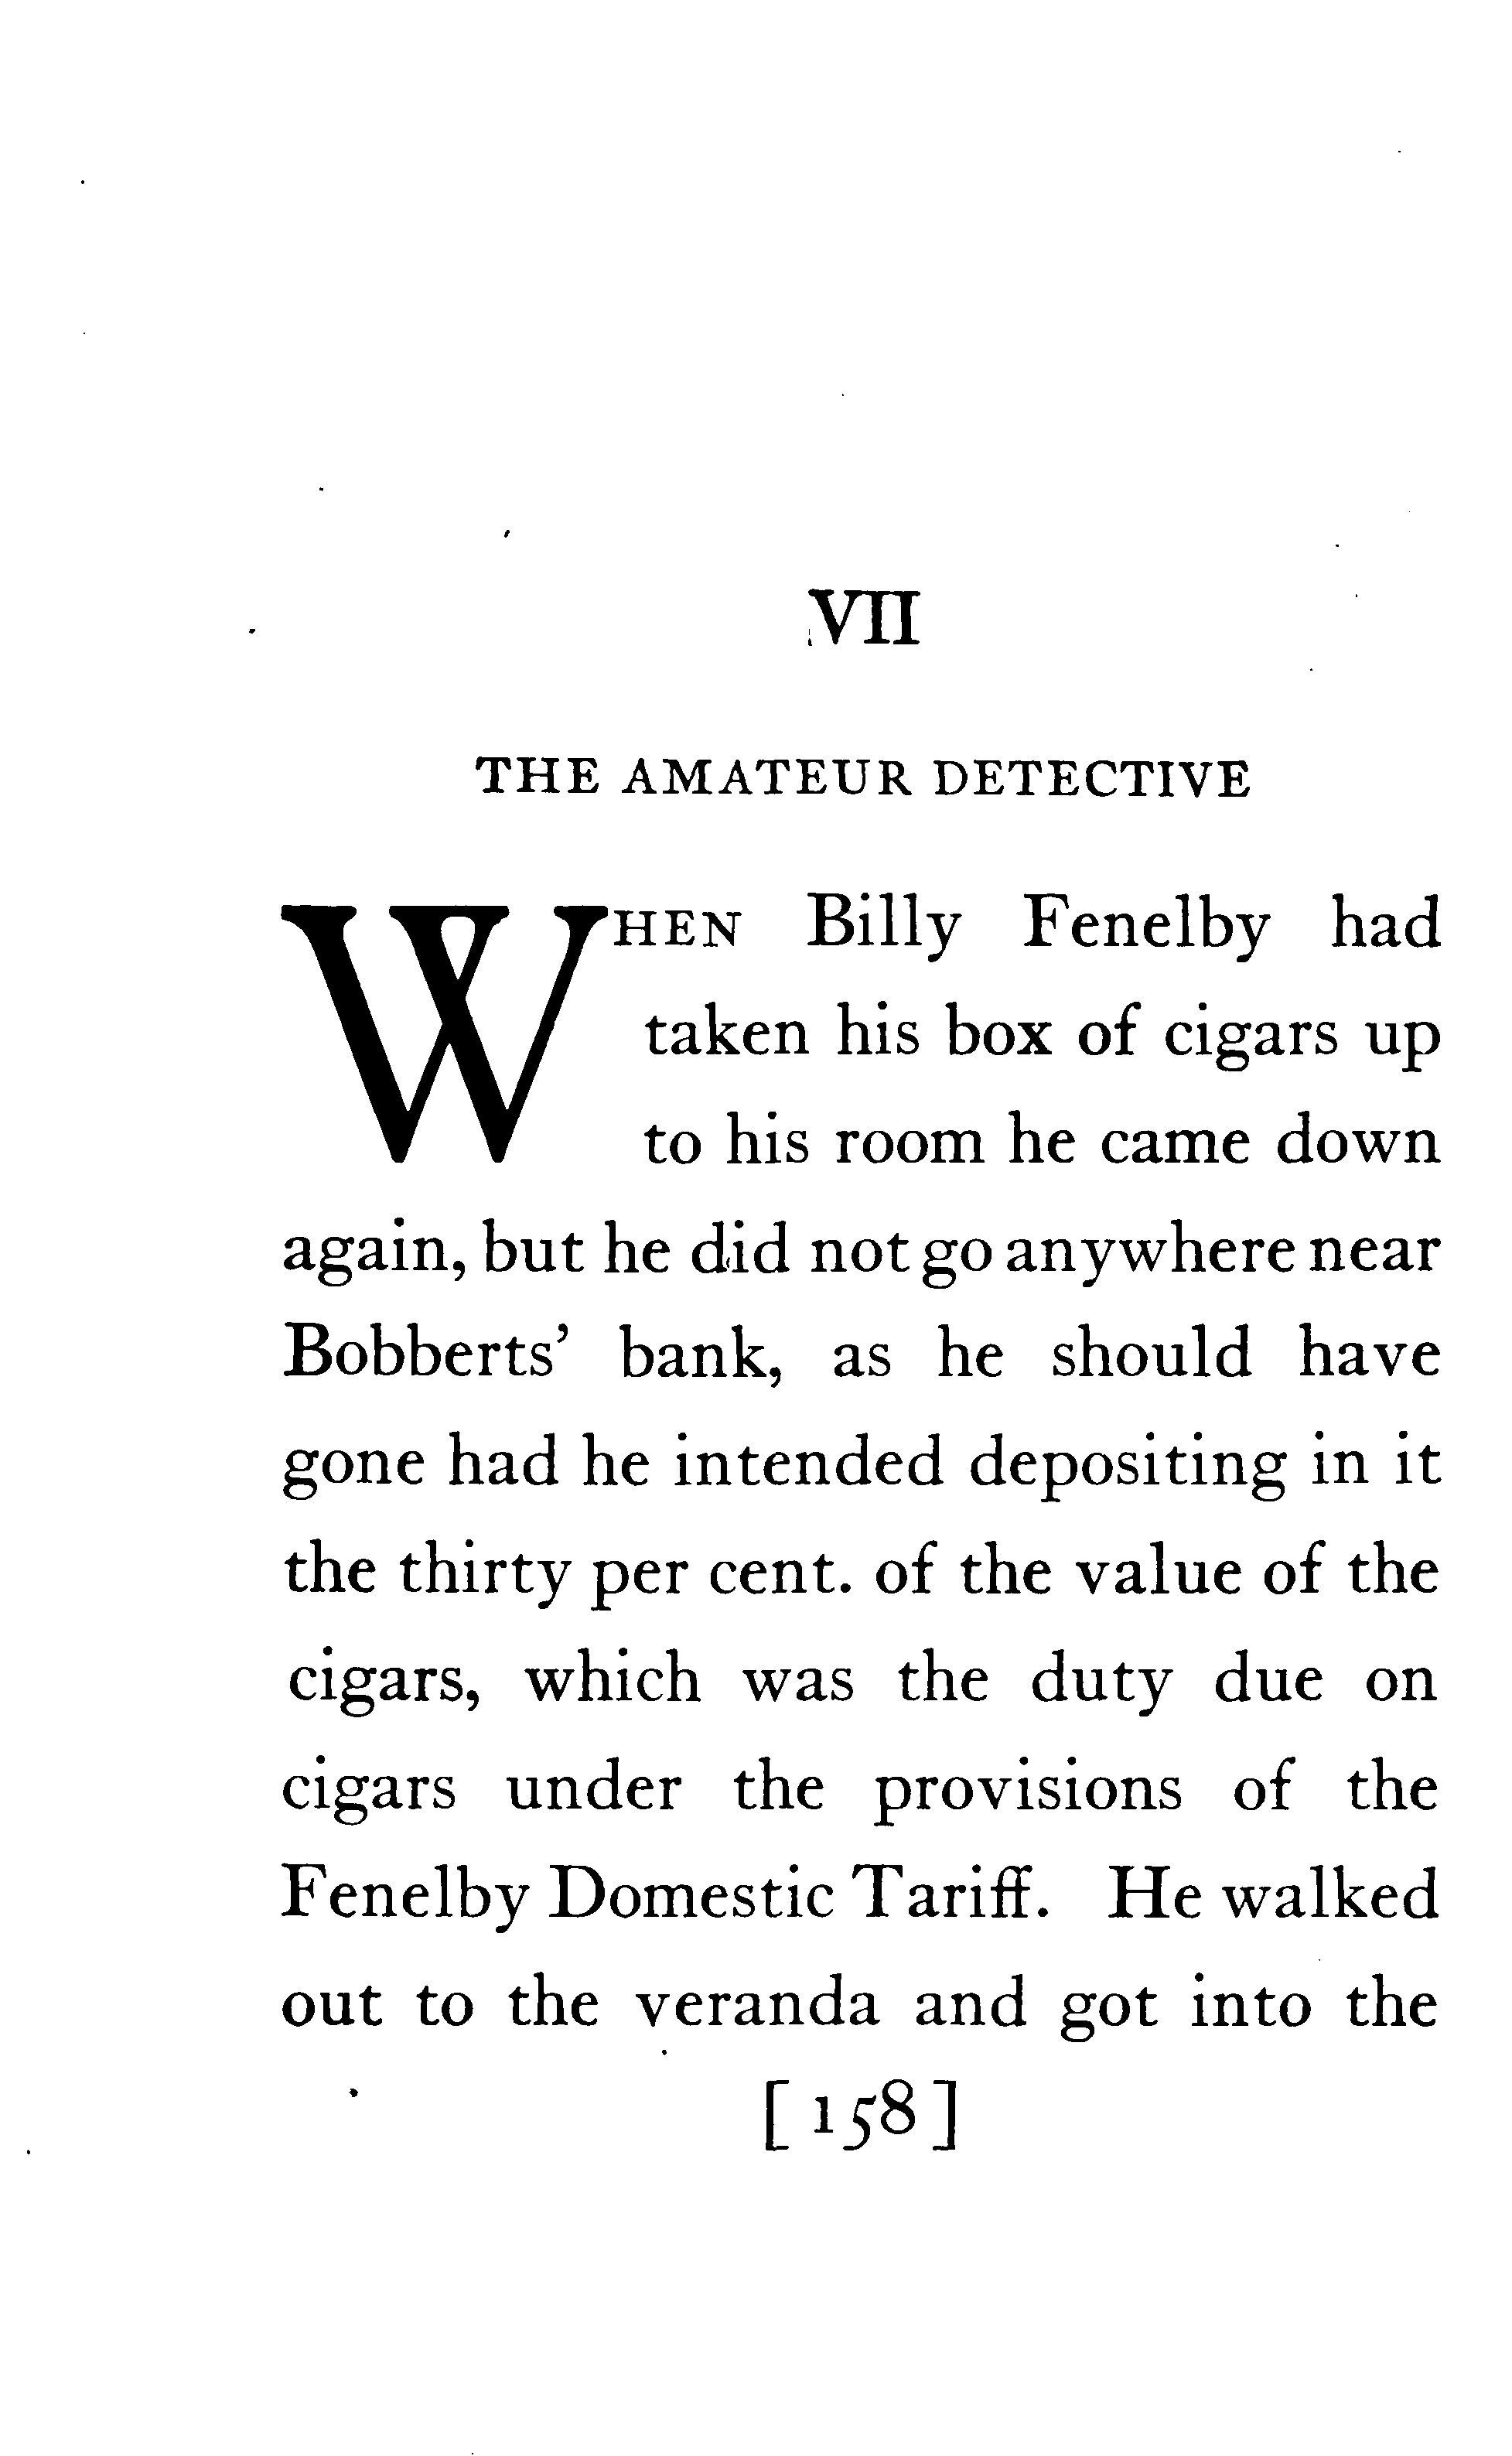 VII
THE AMATEUR DETECTIVE
WHEN Billy Fenelby had
taken his box of cigars up
to his room he came down
again, but he did not go anywhere near
Bobberts’ bank, as he should have
gone had he intended depositing in it
the thirty per cent. of the value of the
cigars, which was the duty due on
cigars under the provisions of the
Fenelby Domestic Tariff. He walked
out to the veranda and got into the
[158]